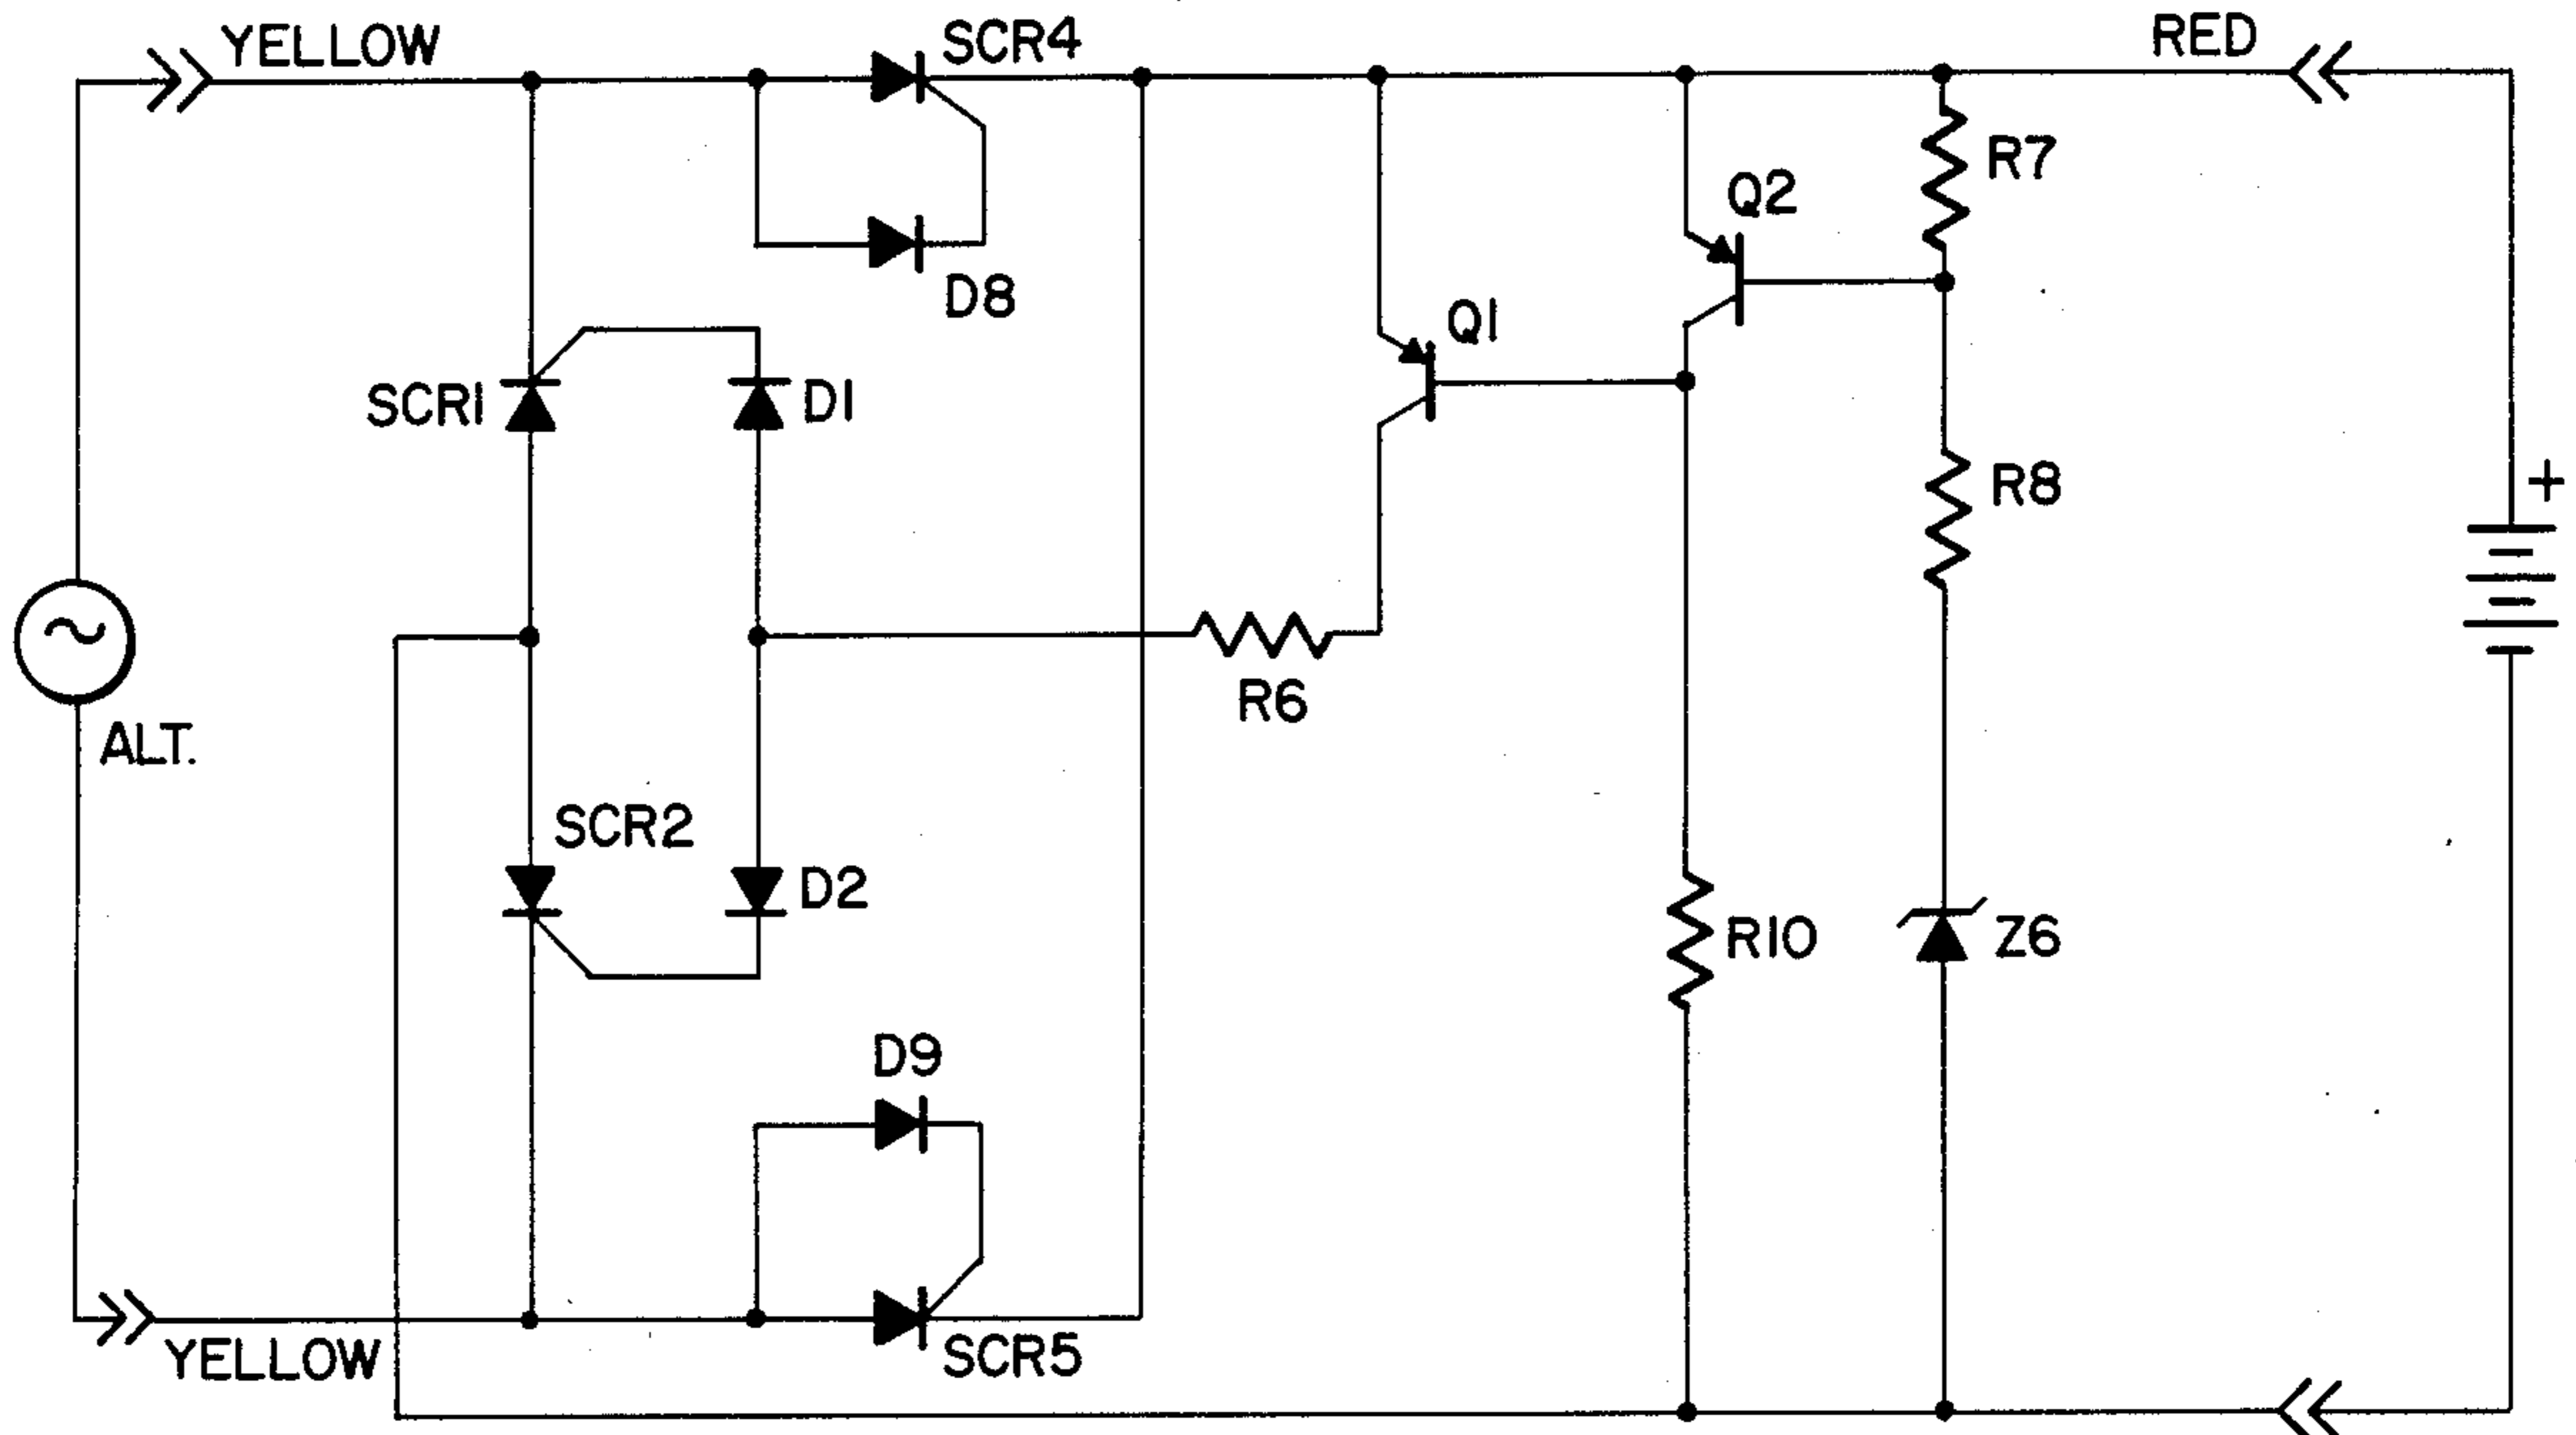 YELLOW
SCR4
RED
R7
Q2
D8
Q1
SCR1
D1
R8
+
R6
ALT.
SCR2
D2
R10
Z6
D9
YELLOW
SCR5